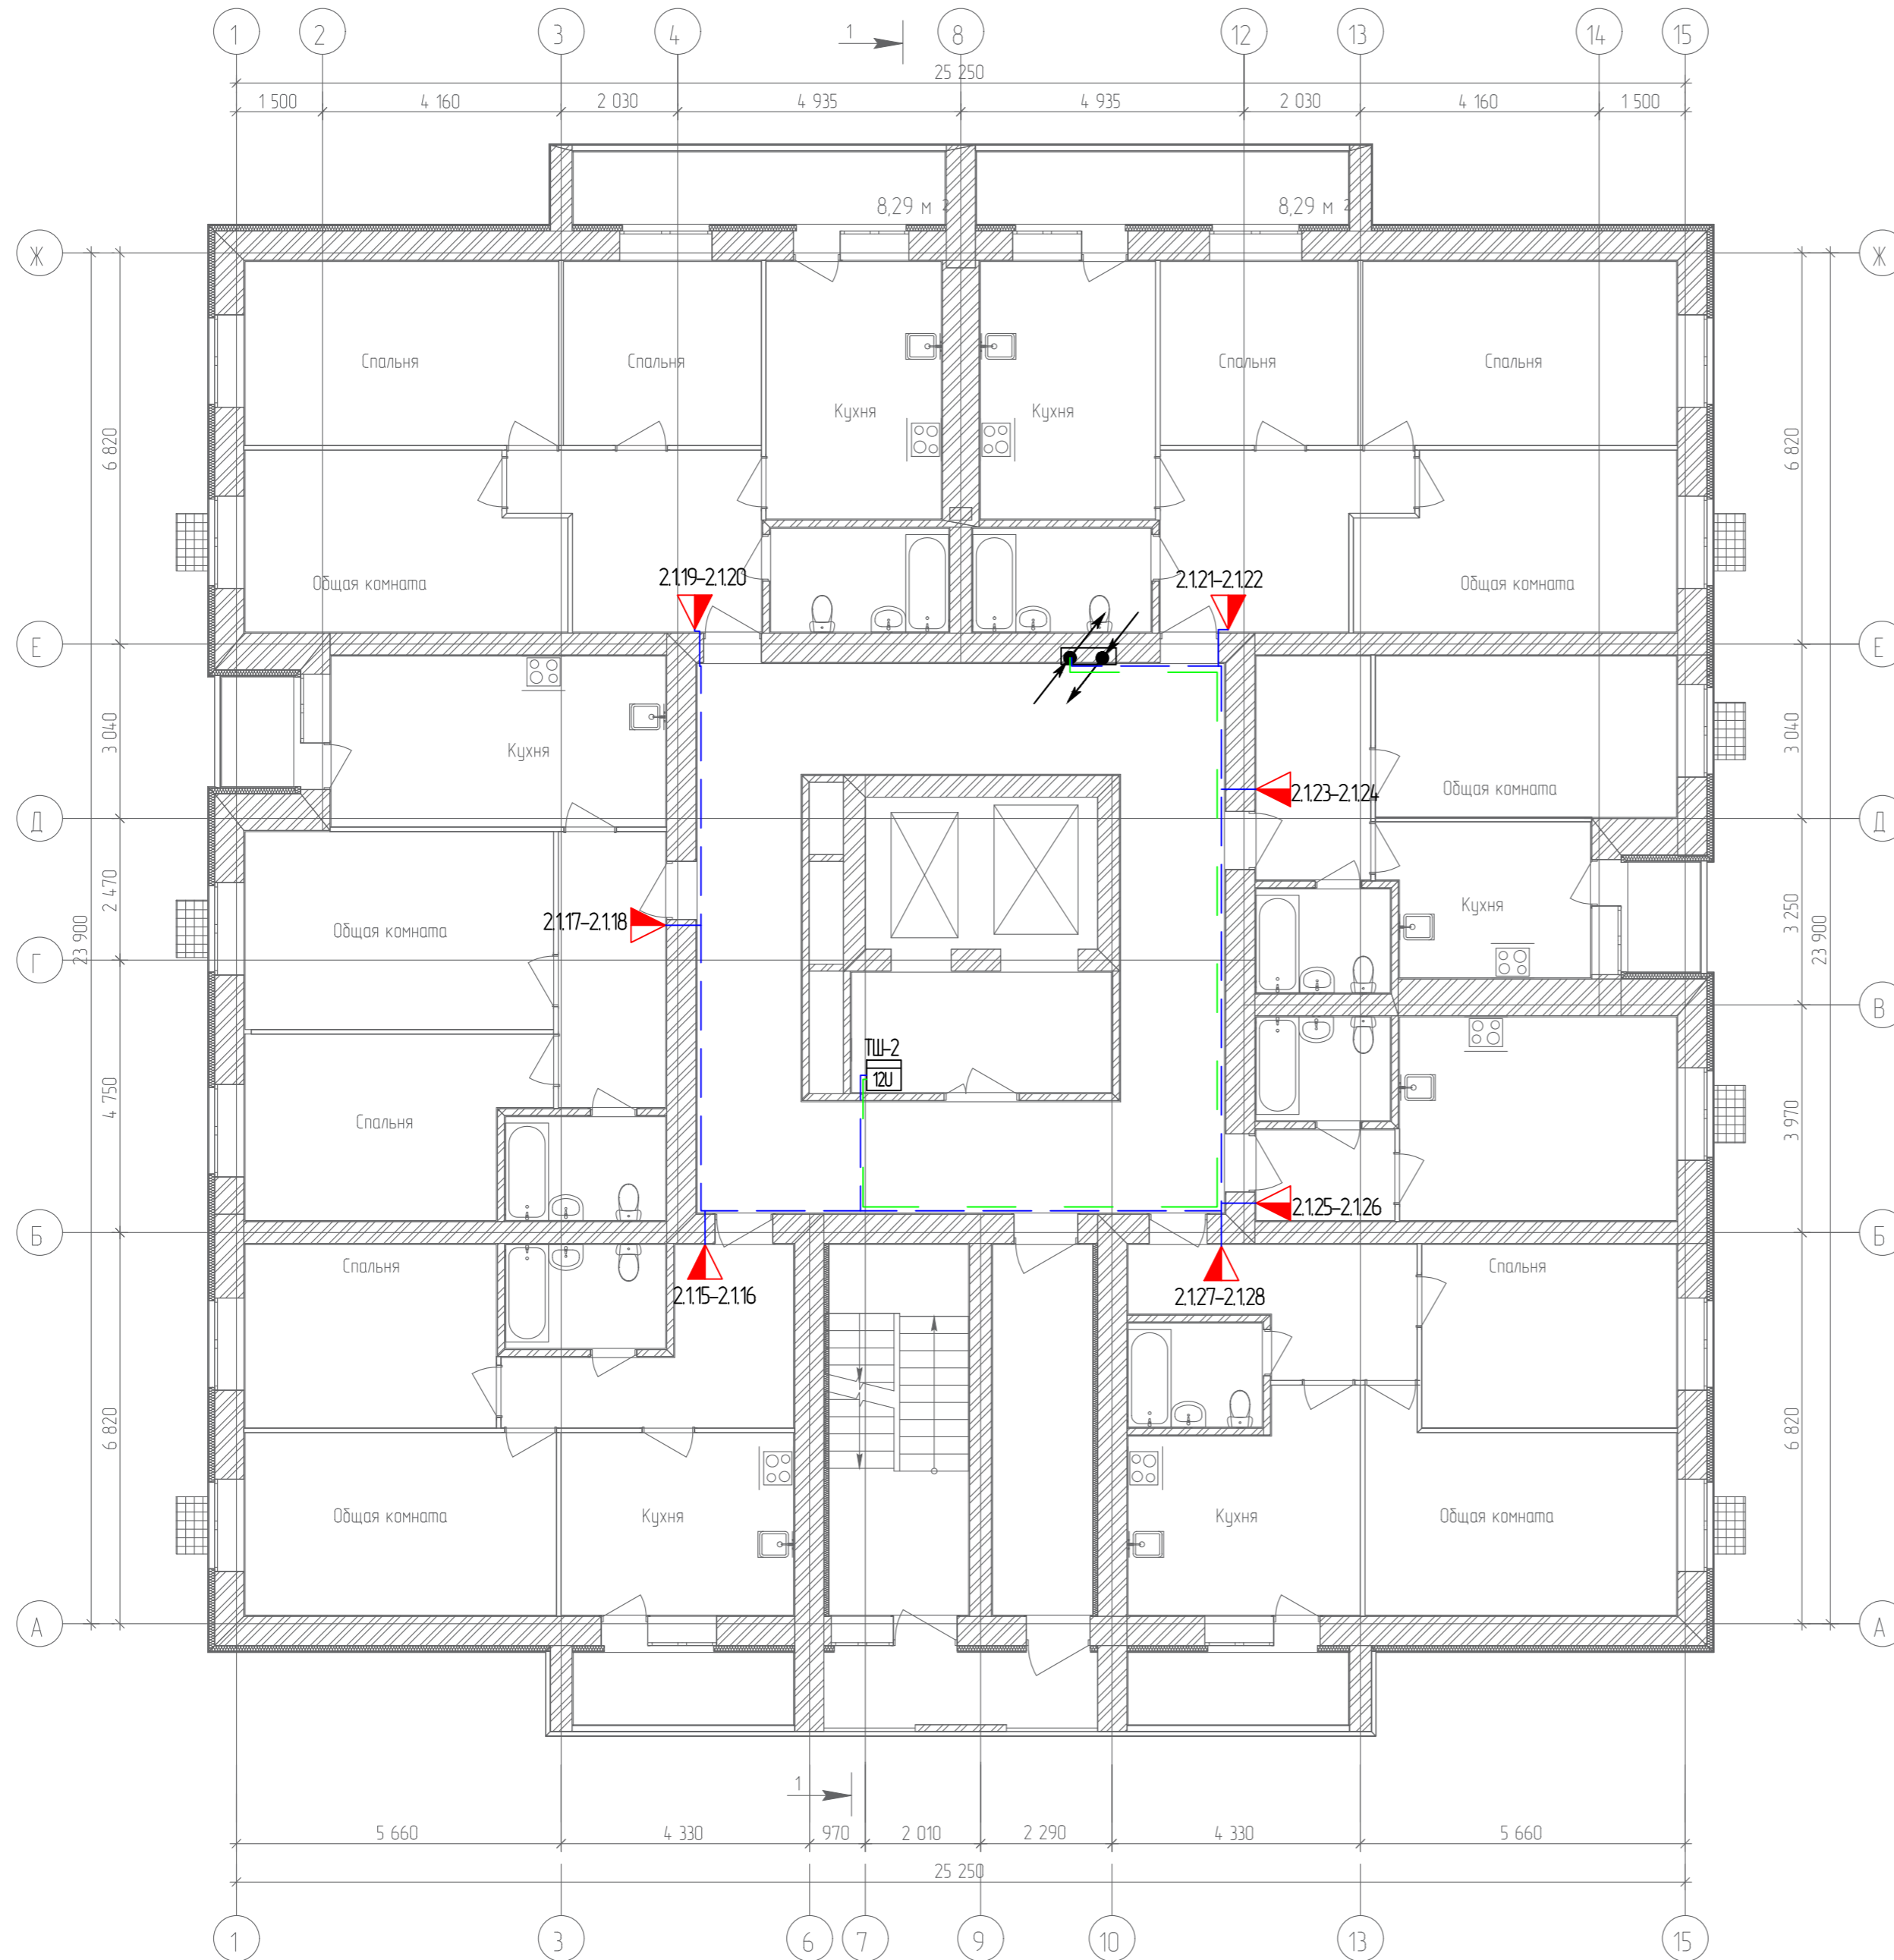 1 2 3 4 1 8 12 13 14 15
25 250
1 500 4 160 2 030 4 935 4 935 2 030 4 160 1 500
8,29 м 2 8,29 м 2
Ж Ж
Спальня Спальня Спальня Спальня
Кухня Кухня
6 820 6 820
2.1.19-2.1.20 2.1.21-2.1.22
Общая комната Общая комната
Е Е
3 040 3 040
Кухня
2.1.23-2.1.24
Общая комната
Д Д
2 470
Кухня
3 250
2.1.17-2.1.18
Общая комната
23 900 23 900
Г
В
ТШ-2
12U
4 750 3 970
Спальня
2.1.25-2.1.26
Б Б
Спальня Спальня
2.1.15-2.1.16 2.1.27-2.1.28
6 820 6 820
Общая комната Кухня Кухня Общая комната
А А
1
5 660 4 330 970 2 010 2 290 4 330 5 660
25 250
1 3 6 7 9 10 13 15